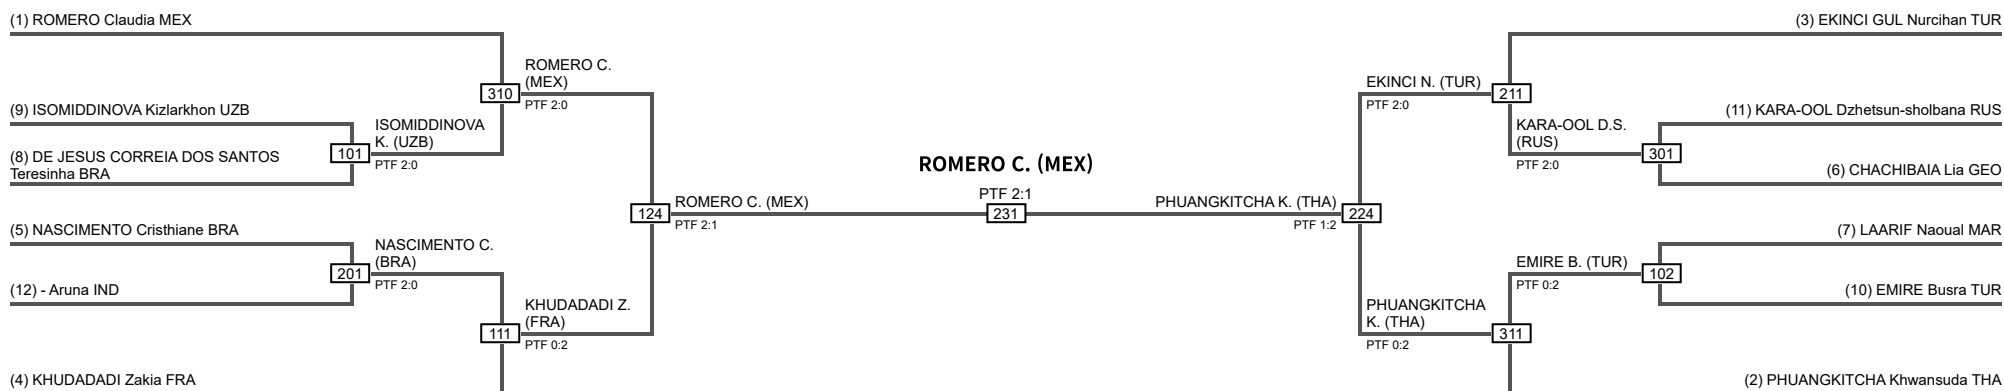 (1) ROMERO Claudia MEX
(9) ISOMIDDINOVA Kizlarkhon UZB
(8) DE JESUS CORREIA DOS SANTOS
Teresinha BRA
(5) NASCIMENTO Cristhiane BRA
(12) - Aruna IND
(4) KHUDADADI Zakia FRA
101
ISOMIDDINOVA
K. (UZB)
PTF 2:0
201
NASCIMENTO C.
(BRA)
PTF 2:0
310
ROMERO C.
(MEX)
PTF 2:0
111
KHUDADADI Z.
(FRA)
PTF 0:2
124
ROMERO C. (MEX)
PTF 2:1
ROMERO C. (MEX)
PTF 2:1
231
PHUANGKITCHA K. (THA)
PTF 1:2
224
EKINCI N. (TUR)
PTF 2:0
211
PHUANGKITCHA
K. (THA)
PTF 0:2
311
KARA-OOL D.S.
(RUS)
PTF 2:0
301
EMIRE B. (TUR)
PTF 0:2
102
(3) EKINCI GUL Nurcihan TUR
(11) KARA-OOL Dzhetsun-sholbana RUS
(6) CHACHIBAIA Lia GEO
(7) LAARIF Naoual MAR
(10) EMIRE Busra TUR
(2) PHUANGKITCHA Khwansuda THA